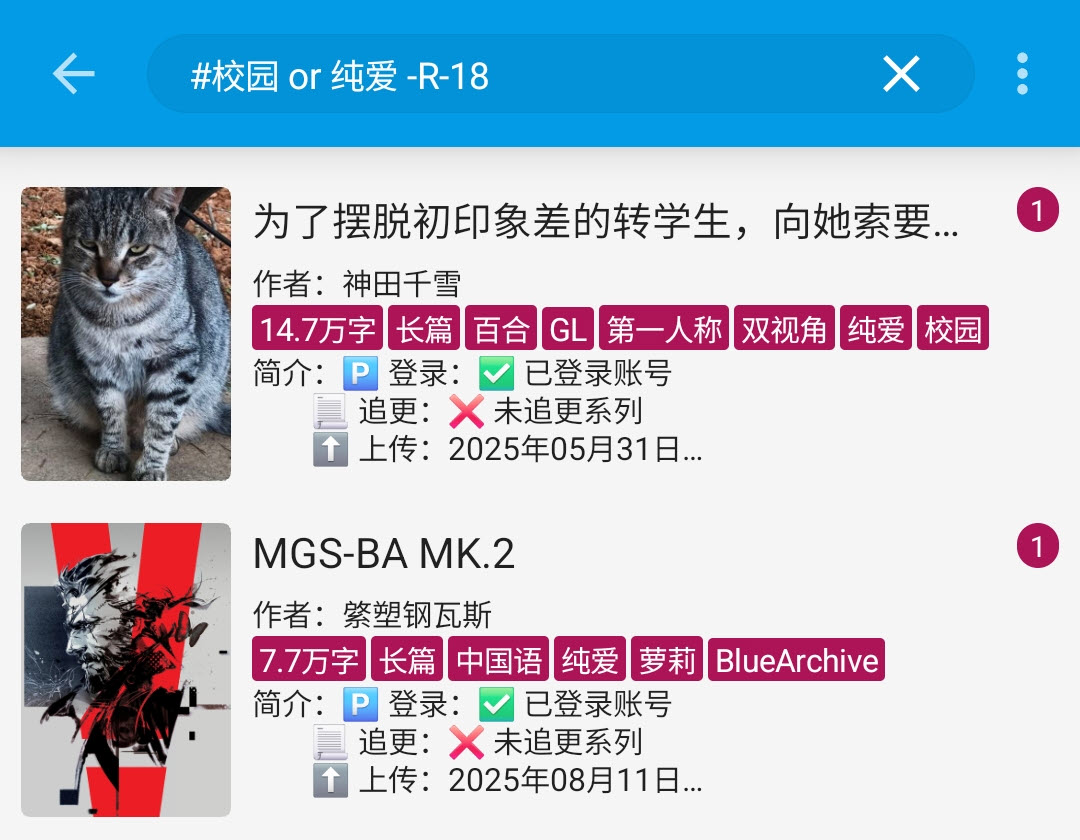 #校园 or 纯爱 -R-18
为了摆脱初印象差的转学生，向她索要...
1
作者：神田千雪
14.7万字 长篇 百合 GL 第一人称 双视角 纯爱 校园
简介：🅿️ 登录：✅ 已登录账号
📃 追更：❌ 未追更系列
⬆️ 上传：2025年05月31日...
MGS-BA MK.2
1
作者：綮塑钢瓦斯
7.7万字 长篇 中国语 纯爱 萝莉 BlueArchive
简介：🅿️ 登录：✅ 已登录账号
📃 追更：❌ 未追更系列
⬆️ 上传：2025年08月11日...